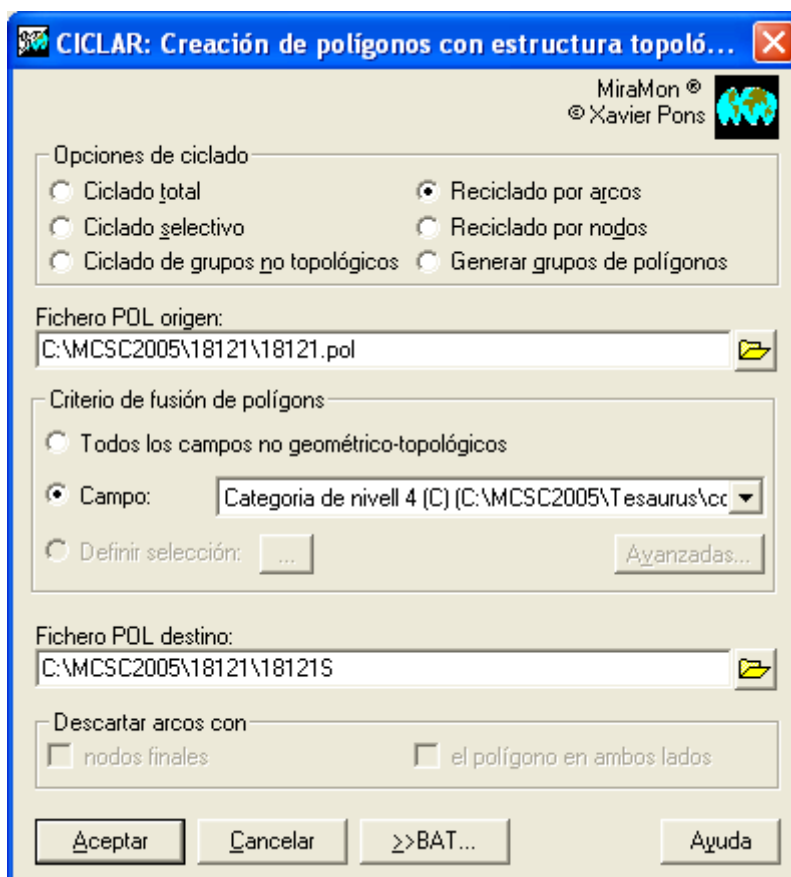 CICLAR: Creación de polígonos con estructura topoló...
MiraMon ®
© Xavier Pons
Opciones de ciclado
Ciclado total
Reciclado por arcos
Ciclado selectivo
Reciclado por nodos
Ciclado de grupos no topológicos
Generar grupos de polígonos
Fichero POL origen:
C:\MCSC2005\18121\18121.pol
Criterio de fusión de polígons
Todos los campos no geométrico-topológicos
Campo:
Categoria de nivell 4 (C) (C:\MCSC2005\Tesaurus\cc
Definir selección:
...
Avanzadas...
Fichero POL destino:
C:\MCSC2005\18121\18121S
Descartar arcos con
nodos finales
el polígono en ambos lados
Aceptar
Cancelar
>>BAT...
Ayuda